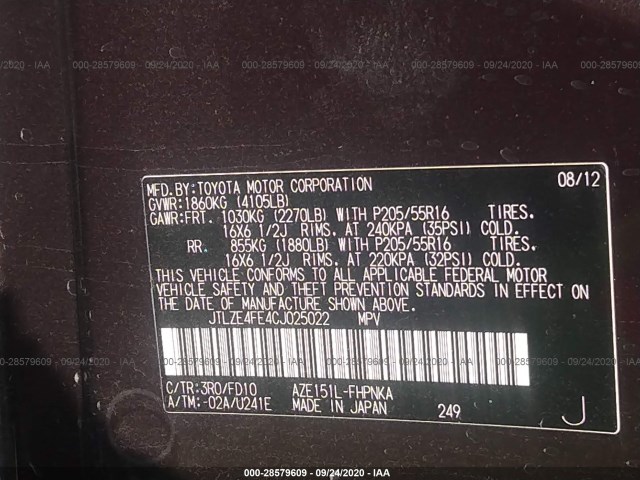 MFD.BY:TOYOTA MOTOR CORPORATION 08/12
GVWR:1860KG (4105LB)
GAWR:FRT. 1030KG (2270LB) WITH P205/55R16 TIRES.
16X6 1/2J RIMS. AT 240KPA (35PSI) COLD.
RR. 855KG (1880LB) WITH P205/55R16 TIRES.
16X6 1/2J RIMS. AT 220KPA (32PSI) COLD.
THIS VEHICLE CONFORMS TO ALL APPLICABLE FEDERAL MOTOR
VEHICLE SAFETY AND THEFT PREVENTION STANDARDS IN EFFECT ON
THE DATE OF MANUFACTURE SHOWN ABOVE.
JTLZE4FE4CJ025022 MPV
C/TR:3R0/FD10 AZE151L-FHPNKA
A/TM:-02A/U241E MADE IN JAPAN 249 J
000-28579609 - 09/24/2020 - IAA